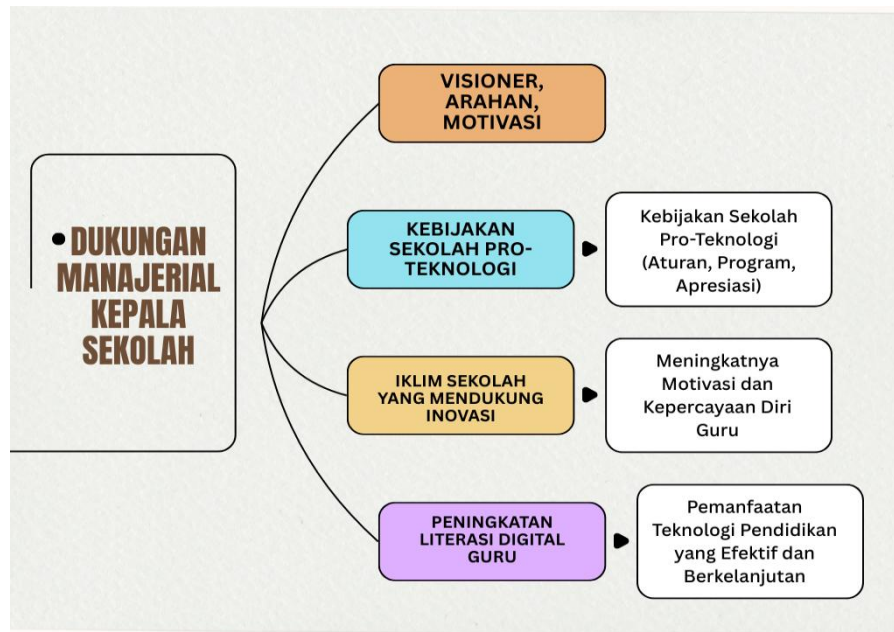 • DUKUNGAN
MANAJERIAL
KEPALA
SEKOLAH
VISIONER,
ARAHAN,
MOTIVASI
KEBIJAKAN
SEKOLAH PRO-
TEKNOLOGI
Kebijakan Sekolah
Pro-Teknologi
(Aturan, Program,
Apresiasi)
IKLIM SEKOLAH
YANG MENDUKUNG
INOVASI
Meningkatnya
Motivasi dan
Kepercayaan Diri
Guru
PENINGKATAN
LITERASI DIGITAL
GURU
Pemanfaatan
Teknologi Pendidikan
yang Efektif dan
Berkelanjutan